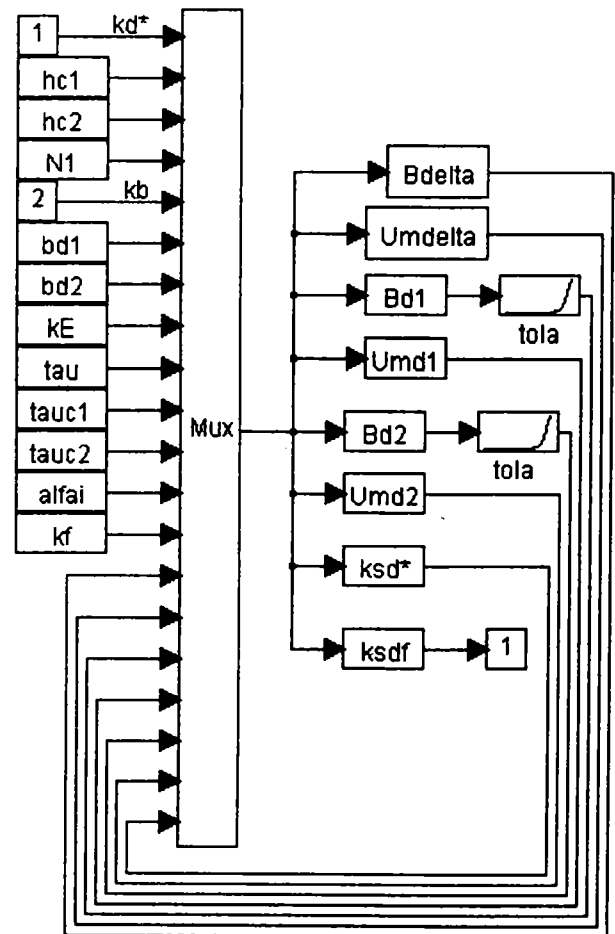 1
kd*
hc1
hc2
N1
2
kb
bd1
bd2
kE
tau
tauc1
tauc2
alfai
kf
Mux
Bdelta
Umdelta
Bd1
tola
Umd1
Bd2
tola
Umd2
ksd*
ksdf
1